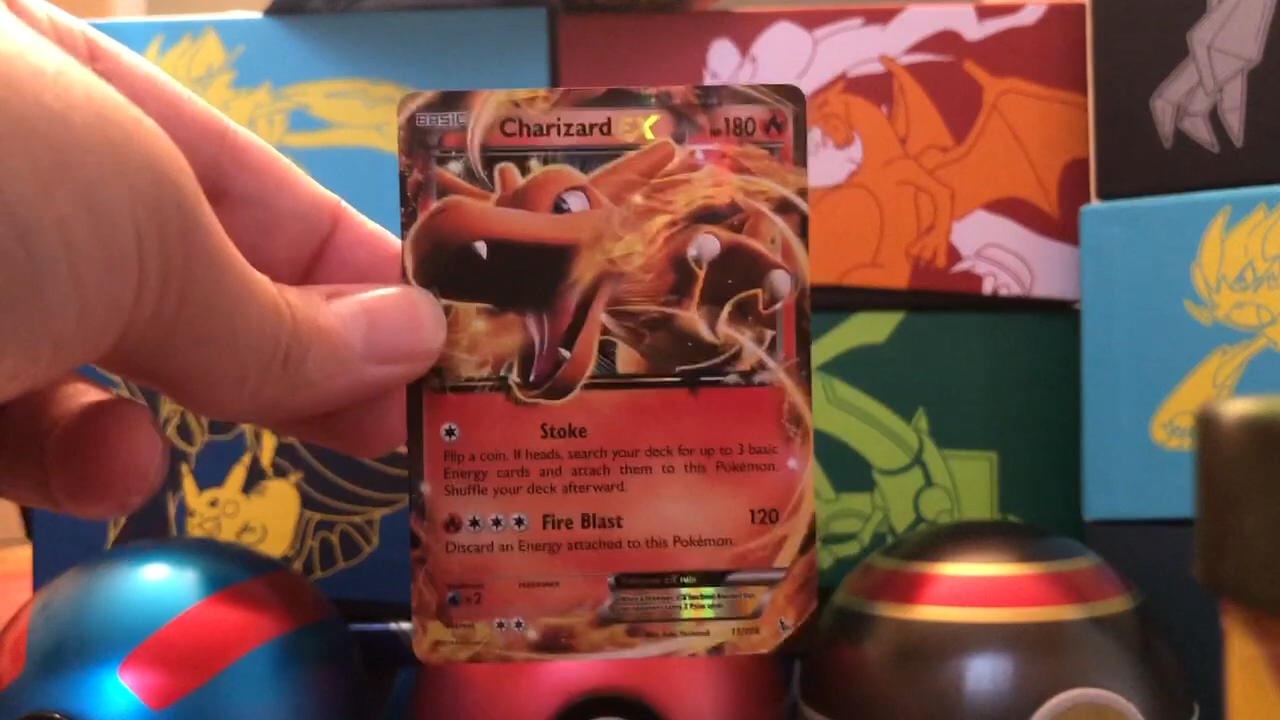 BASIC Charizard EX HP180
Stoke
Flip a coin. If heads, search your deck for up to 3 basic
Energy cards and attach them to this Pokémon.
Shuffle your deck afterward.
Fire Blast 120
Discard an Energy attached to this Pokémon.
×2